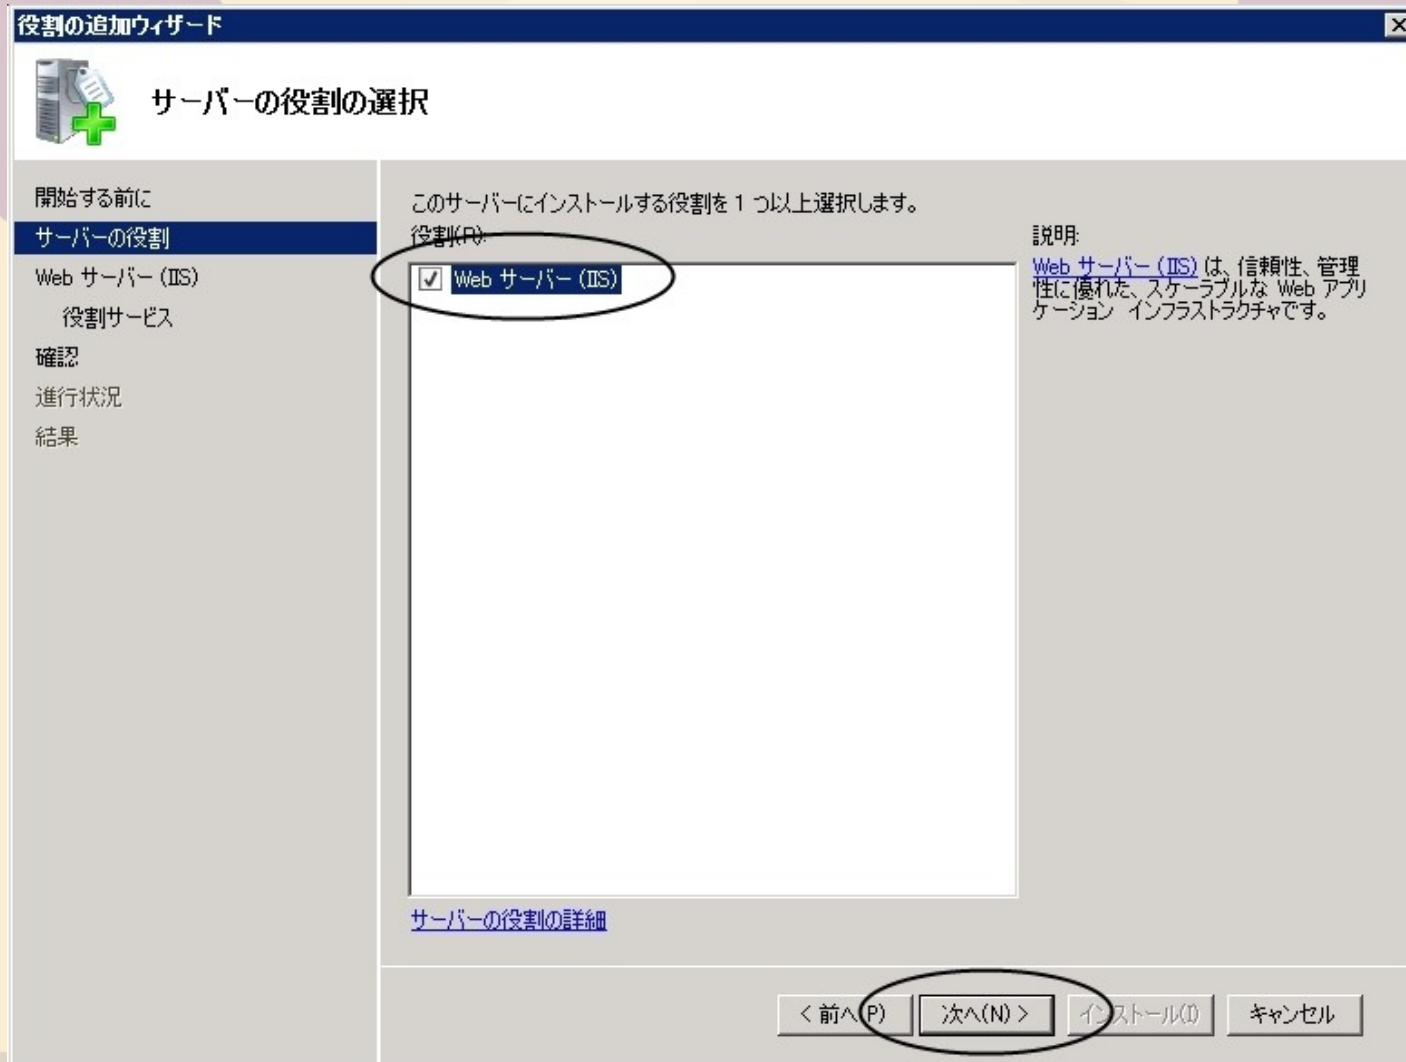 役割の追加ウィザード
サーバーの役割の選択
開始する前に
サーバーの役割
Web サーバー (IIS)
役割サービス
確認
進行状況
結果
このサーバーにインストールする役割を 1 つ以上選択します。
役割(R):
Web サーバー (IIS)
サーバーの役割の詳細
説明:
Web サーバー (IIS) は、信頼性、管理
性に優れた、スケーラブルな Web アプリ
ケーション インフラストラクチャです。
< 前へ(P)
次へ(N) >
インストール(I)
キャンセル